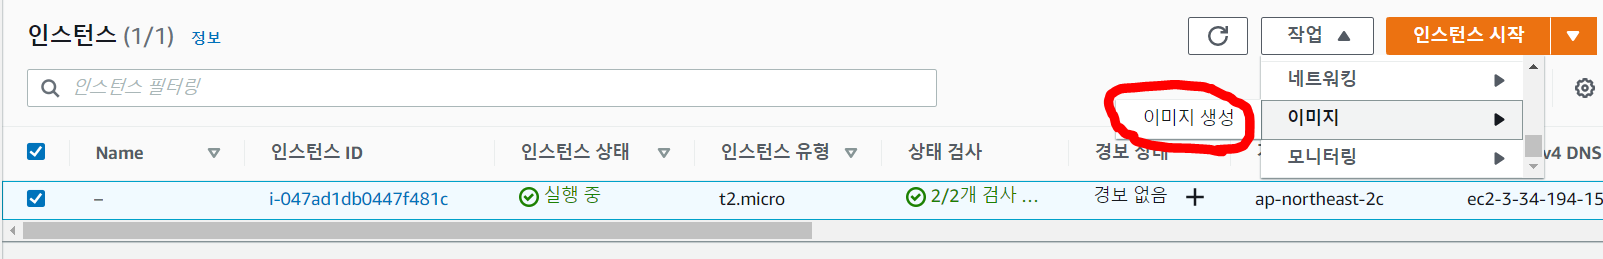 인스턴스 (1/1) 정보 작업 인스턴스 시작
인스턴스 필터링 네트워킹
이미지 생성 이미지
Name 인스턴스 ID 인스턴스 상태 인스턴스 유형 상태 검사 경보 상태 모니터링 v4 DNS
– i-047ad1db0447f481c 실행 중 t2.micro 2/2개 검사 ... 경보 없음 ap-northeast-2c ec2-3-34-194-15